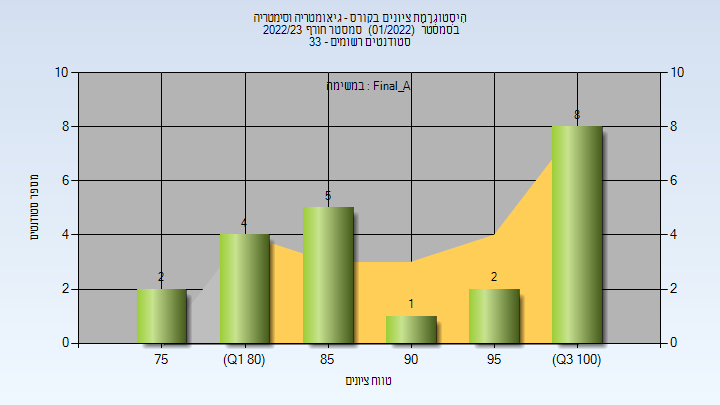 היסטוגרמת ציונים בקורס - גיאומטריה וסימטריה
בסמסטר (01/2022) סמסטר חורף 2022/23
סטודנטים רשומים - 33
במשימה : Final_A
מספר סטודנטים
10
8
6
4
2
0
10
8
6
4
2
0
2
4
5
1
2
8
75
(Q1 80)
85
90
95
(Q3 100)
טווח ציונים